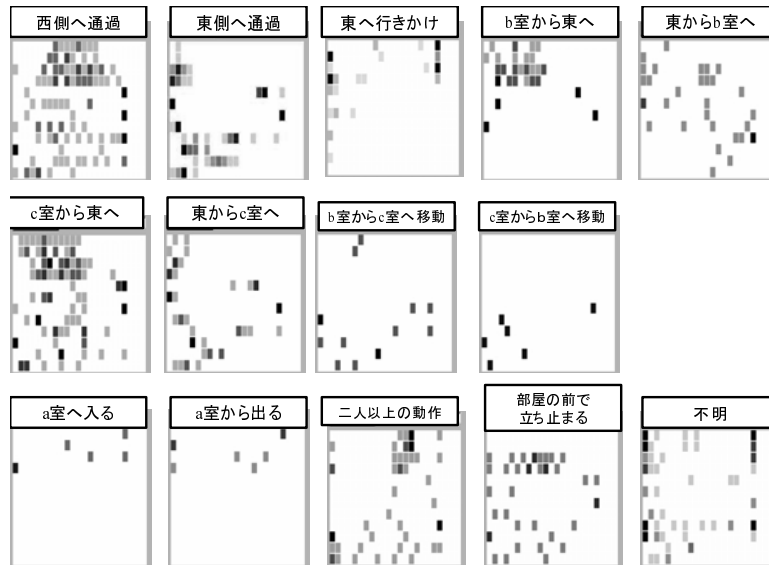 西側へ通過
東側へ通過
東へ行きかけ
b室から東へ
東からb室へ
c室から東へ
東からc室へ
b室からc室へ移動
c室からb室へ移動
a室へ入る
a室から出る
二人以上の動作
部屋の前で
立ち止まる
不明